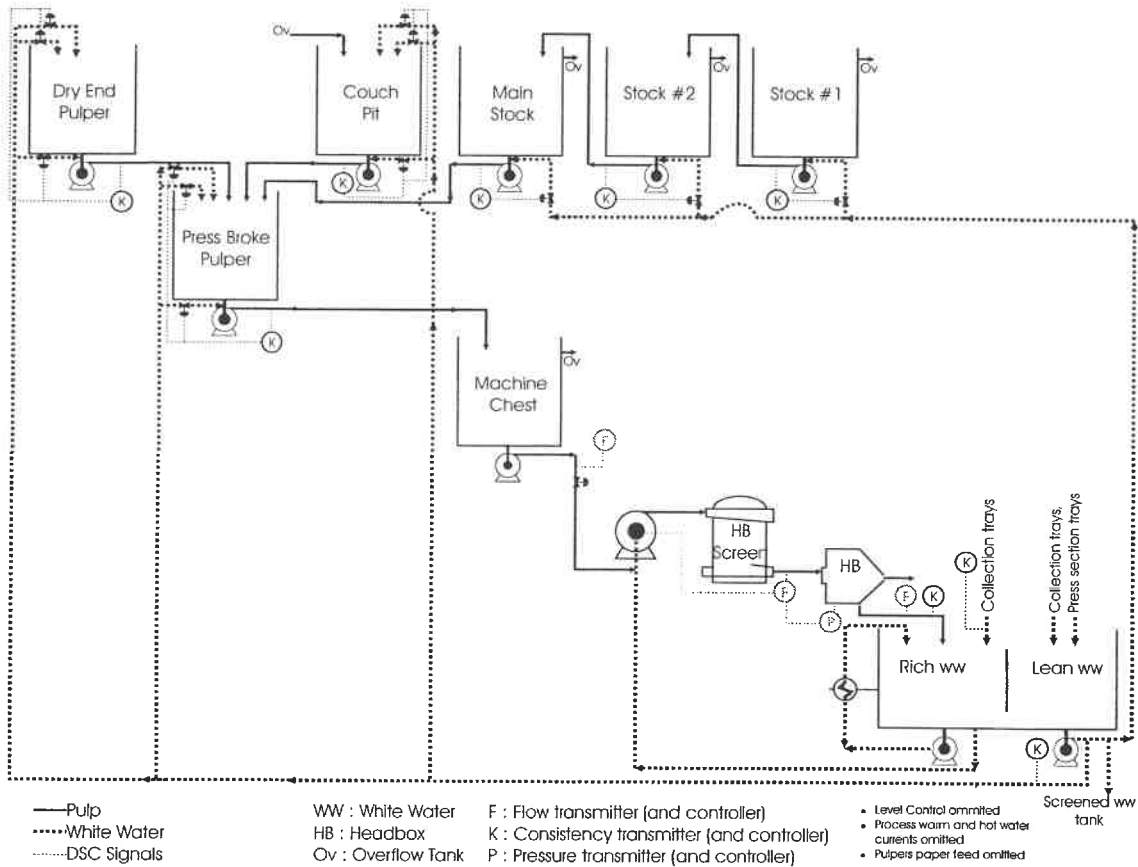 Ov
Dry End
Pulper
Couch
Pit
Main
Stock
Ov
Stock #2
Ov
Stock #1
Ov
K
K
K
K
K
Press Broke
Pulper
K
Machine
Chest
Ov
F
HB
Screen
HB
F
P
F
K
K
Collection trays
Collection trays,
Press section trays
Rich ww
Lean ww
K
Screened ww
tank
Pulp
White Water
DSC Signals
WW : White Water
HB : Headbox
Ov : Overflow Tank
F : Flow transmitter (and controller)
K : Consistency transmitter (and controller)
P : Pressure transmitter (and controller)
• Level Control ommitted
• Process warm and hot water
currents omitted
• Pulpers paper feed omitted